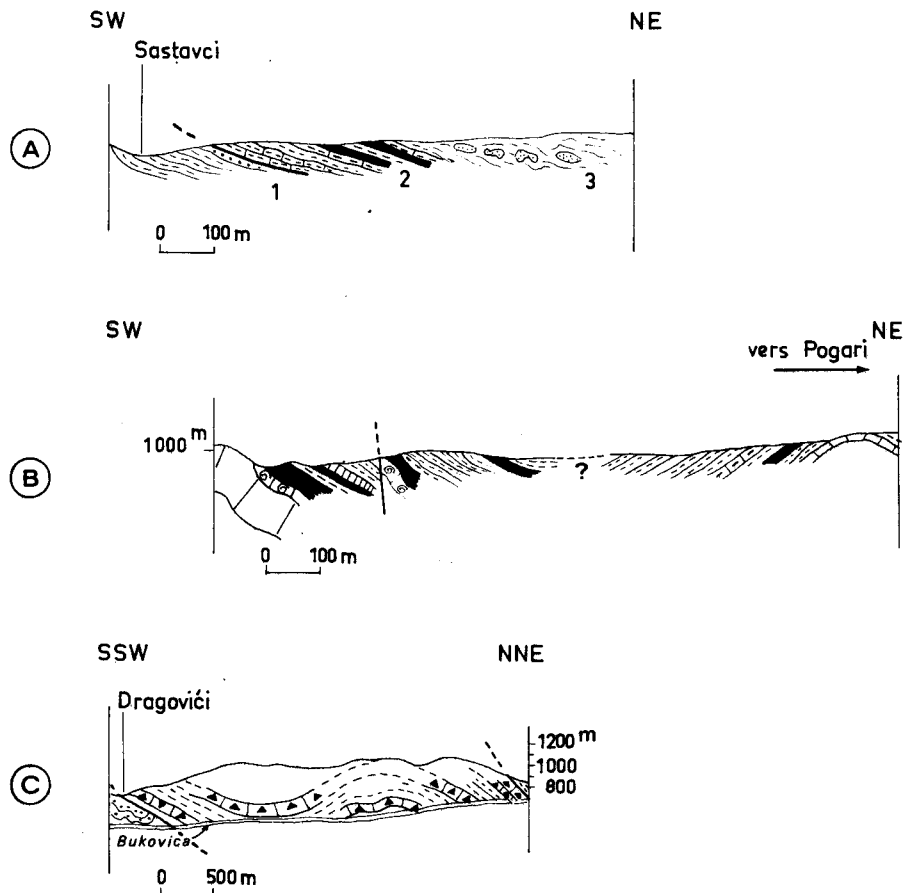 SW
NE
Sastavci
A
1
2
3
0 100 m
SW
NE
vers Pogari
1000 m
B
?
0 100 m
SSW
NNE
Dragovići
1200 m
1000
800
C
Bukovica
0 500 m